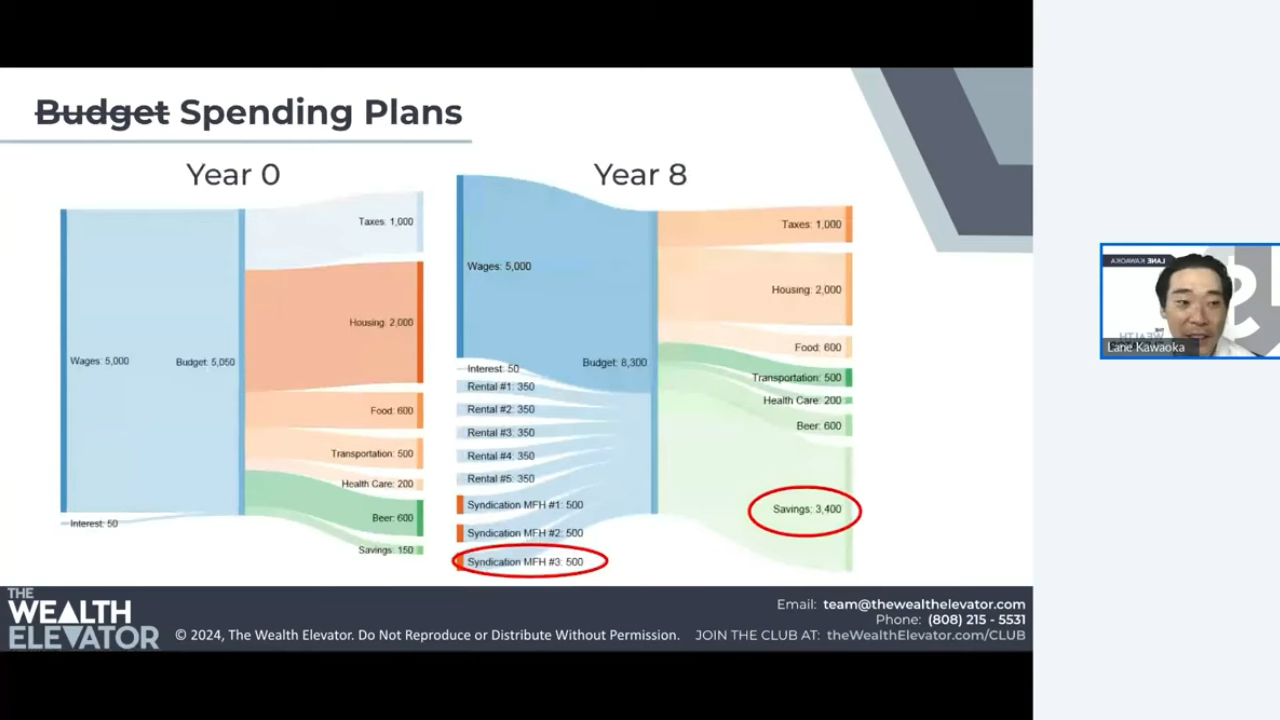 Budget Spending Plans
Year 0
Taxes: 1,000
Housing: 2,000
Wages: 5,000
Budget: 5,050
Food: 600
Transportation: 500
Health Care: 200
Beer: 600
Interest: 50
Savings: 150
Year 8
Wages: 5,000
Interest: 50
Rental #1: 350
Rental #2: 350
Rental #3: 350
Rental #4: 350
Rental #5: 350
Syndication MFH #1: 500
Syndication MFH #2: 500
Syndication MFH #3: 500
Budget: 8,300
Taxes: 1,000
Housing: 2,000
Food: 600
Transportation: 500
Health Care: 200
Beer: 600
Savings: 3,400
LANE KAWAOKA
Lane Kawaoka
THE
WEALTH
ELEVATOR
© 2024, The Wealth Elevator. Do Not Reproduce or Distribute Without Permission.
Email: team@thewealthelevator.com
Phone: (808) 215 - 5531
JOIN THE CLUB AT: theWealthElevator.com/CLUB